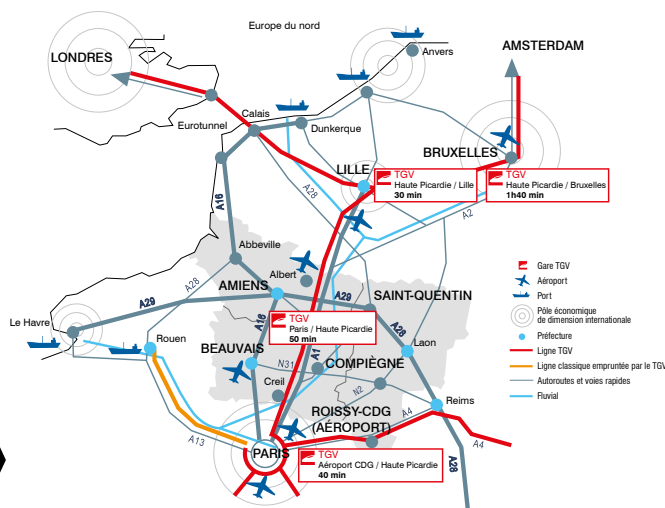 Europe du nord
LONDRES
Anvers
AMSTERDAM
Calais
Eurotunnel
Dunkerque
BRUXELLES
LILLE
TGV
Haute Picardie / Lille
30 min
TGV
Haute Picardie / Bruxelles
1h40 min
A28
A16
A2
Abbeville
A28
Albert
AMIENS
A29
A29
SAINT-QUENTIN
Le Havre
Rouen
A16
TGV
Paris / Haute Picardie
50 min
A26
Laon
BEAUVAIS
N31
A1
COMPIÈGNE
Creil
N2
Reims
ROISSY-CDG
(AÉROPORT)
A4
A13
PARIS
A4
A28
TGV
Aéroport CDG / Haute Picardie
40 min
Gare TGV
Aéroport
Port
Pôle économique
de dimension internationale
Préfecture
Ligne TGV
Ligne classique empruntée par le TGV
Autoroutes et voies rapides
Fluvial